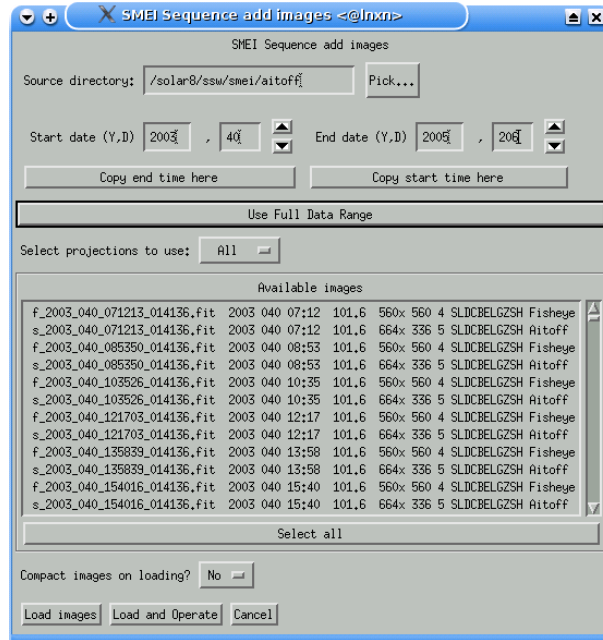 SMEI Sequence add images <@lnxn>
SMEI Sequence add images
Source directory: /solar8/ssw/smei/aitoff Pick...
Start date (Y,D) 2003 , 40 End date (Y,D) 2005 , 206
Copy end time here Copy start time here
Use Full Data Range
Select projections to use: All
Available images
f_2003_040_071213_014136.fit 2003 040 07:12 101.6 560x 560 4 SLDCBELGZSH Fisheye
s_2003_040_071213_014136.fit 2003 040 07:12 101.6 664x 336 5 SLDCBELGZSH Aitoff
f_2003_040_085350_014136.fit 2003 040 08:53 101.6 560x 560 4 SLDCBELGZSH Fisheye
s_2003_040_085350_014136.fit 2003 040 08:53 101.6 664x 336 5 SLDCBELGZSH Aitoff
f_2003_040_103526_014136.fit 2003 040 10:35 101.6 560x 560 4 SLDCBELGZSH Fisheye
s_2003_040_103526_014136.fit 2003 040 10:35 101.6 664x 336 5 SLDCBELGZSH Aitoff
f_2003_040_121703_014136.fit 2003 040 12:17 101.6 560x 560 4 SLDCBELGZSH Fisheye
s_2003_040_121703_014136.fit 2003 040 12:17 101.6 664x 336 5 SLDCBELGZSH Aitoff
f_2003_040_135839_014136.fit 2003 040 13:58 101.6 560x 560 4 SLDCBELGZSH Fisheye
s_2003_040_135839_014136.fit 2003 040 13:58 101.6 664x 336 5 SLDCBELGZSH Aitoff
f_2003_040_154016_014136.fit 2003 040 15:40 101.6 560x 560 4 SLDCBELGZSH Fisheye
s_2003_040_154016_014136.fit 2003 040 15:40 101.6 664x 336 5 SLDCBELGZSH Aitoff
Select all
Compact images on loading? No
Load images Load and Operate Cancel